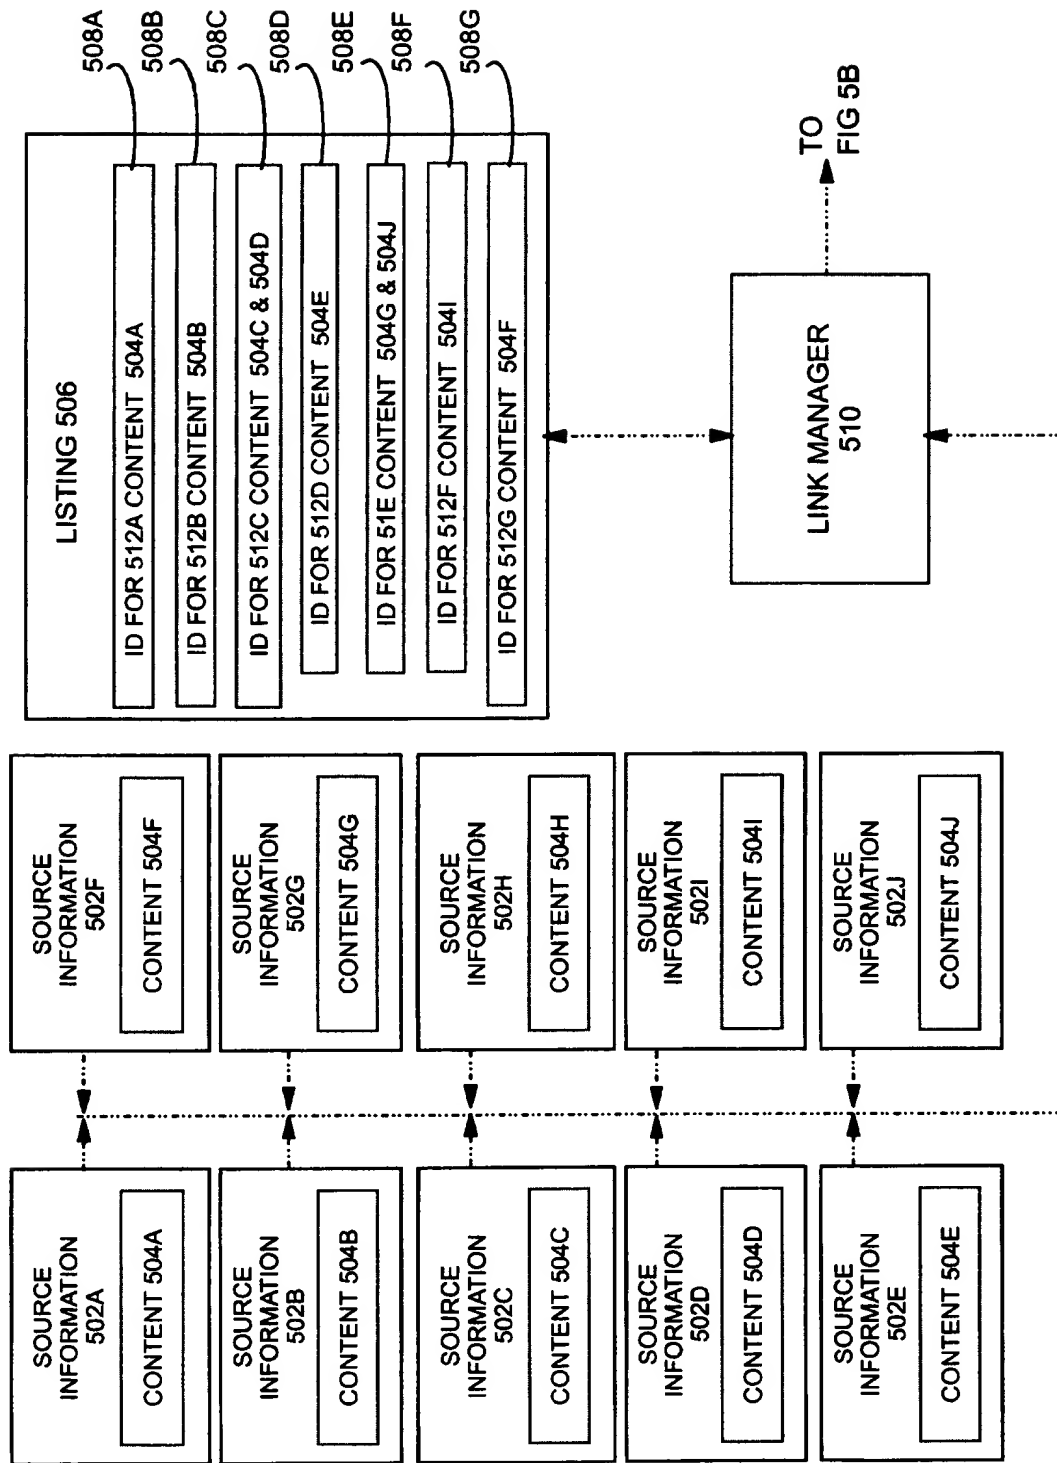 SOURCE
INFORMATION
502A
CONTENT 504A
SOURCE
INFORMATION
502B
CONTENT 504B
SOURCE
INFORMATION
502C
CONTENT 504C
SOURCE
INFORMATION
502D
CONTENT 504D
SOURCE
INFORMATION
502E
CONTENT 504E
SOURCE
INFORMATION
502F
CONTENT 504F
SOURCE
INFORMATION
502G
CONTENT 504G
SOURCE
INFORMATION
502H
CONTENT 504H
SOURCE
INFORMATION
502I
CONTENT 504I
SOURCE
INFORMATION
502J
CONTENT 504J
LISTING 506
ID FOR 512A CONTENT 504A
ID FOR 512B CONTENT 504B
ID FOR 512C CONTENT 504C & 504D
ID FOR 512D CONTENT 504E
ID FOR 51E CONTENT 504G & 504J
ID FOR 512F CONTENT 504I
ID FOR 512G CONTENT 504F
508A
508B
508C
508D
508E
508F
508G
LINK MANAGER
510
TO
FIG 5B